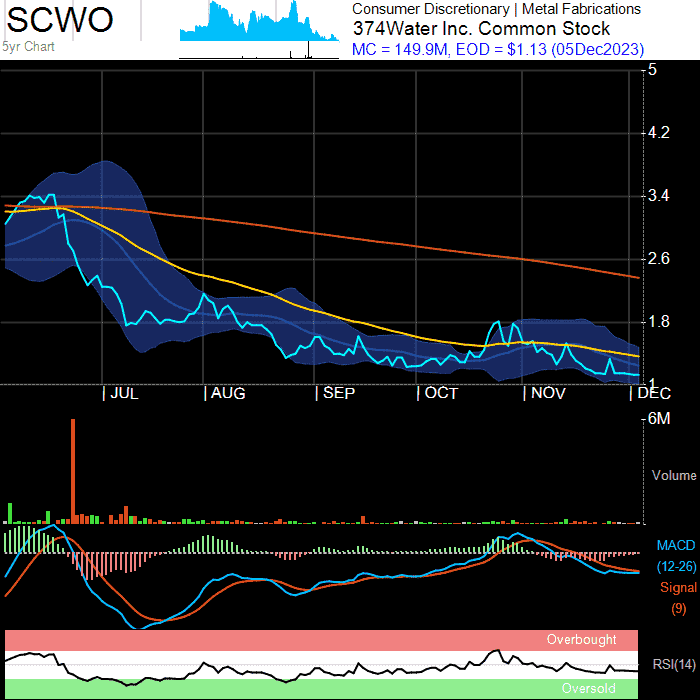 SCWO
5yr Chart
Consumer Discretionary | Metal Fabrications
374Water Inc. Common Stock
MC = 149.9M, EOD = $1.13 (05Dec2023)
5
4.2
3.4
2.6
1.8
1
JUL AUG SEP OCT NOV DEC
6M
Volume
MACD
(12-26)
Signal
(9)
Overbought
RSI(14)
Oversold